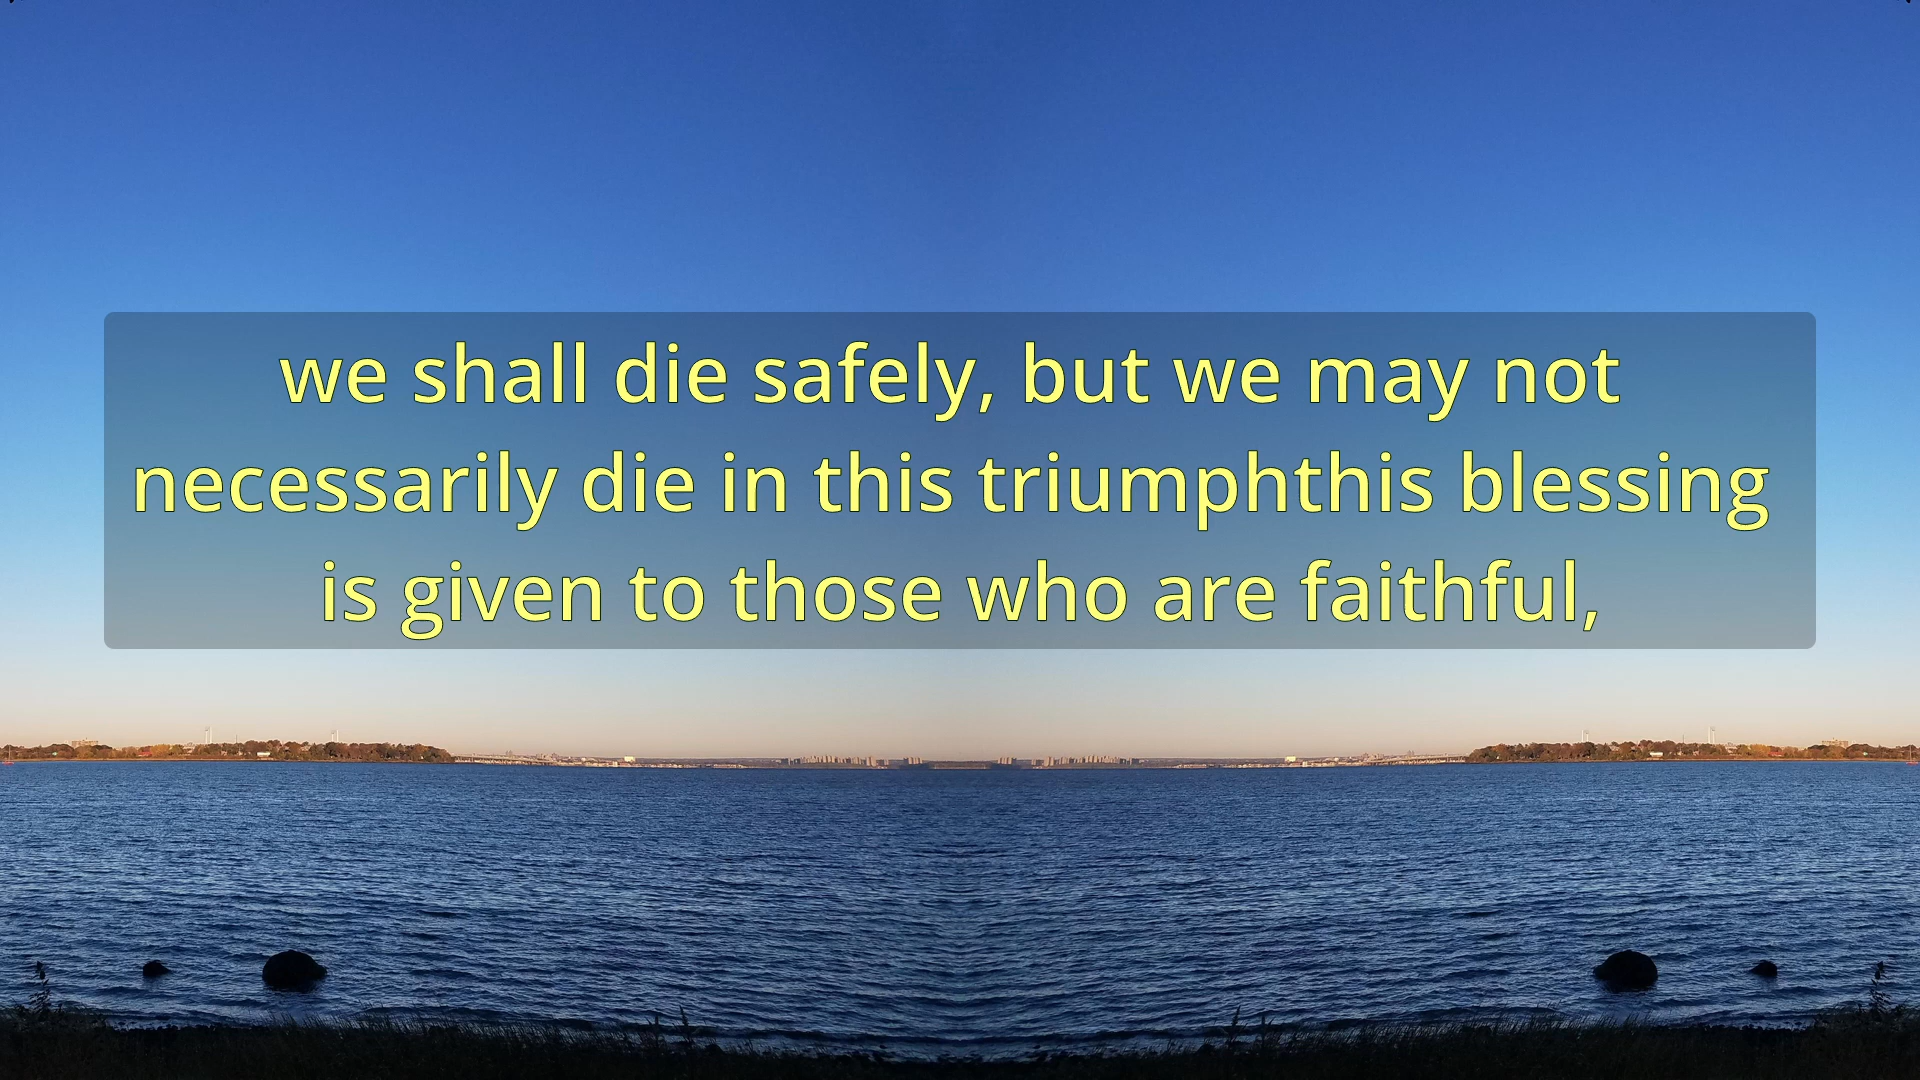 we shall die safely, but we may not
necessarily die in this triumphthis blessing
is given to those who are faithful,